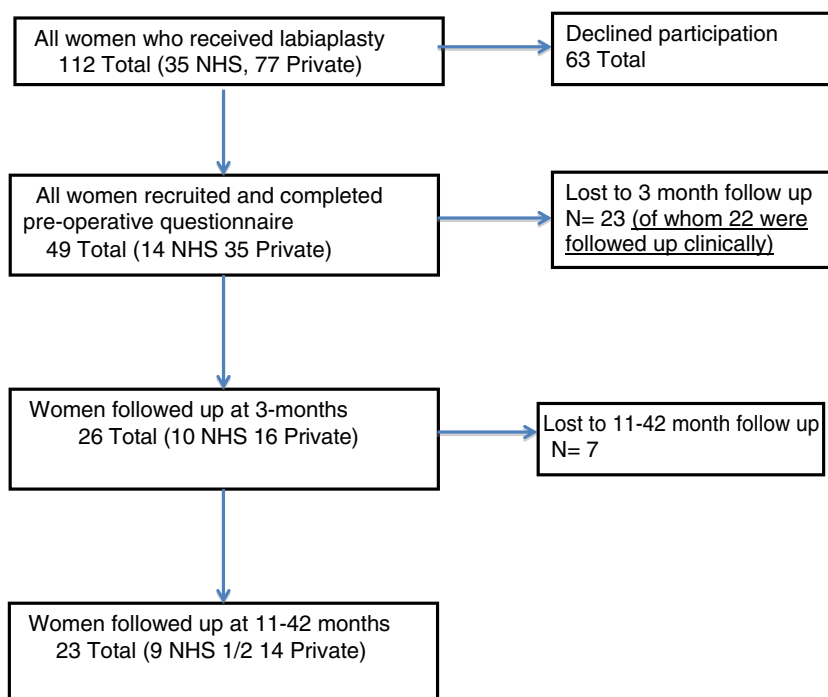 All women who received labiaplasty
112 Total (35 NHS, 77 Private)
Declined participation
63 Total
All women recruited and completed
pre-operative questionnaire
49 Total (14 NHS 35 Private)
Lost to 3 month follow up
N= 23 (of whom 22 were
followed up clinically)
Women followed up at 3-months
26 Total (10 NHS 16 Private)
Lost to 11-42 month follow up
N= 7
Women followed up at 11-42 months
23 Total (9 NHS 1/2 14 Private)